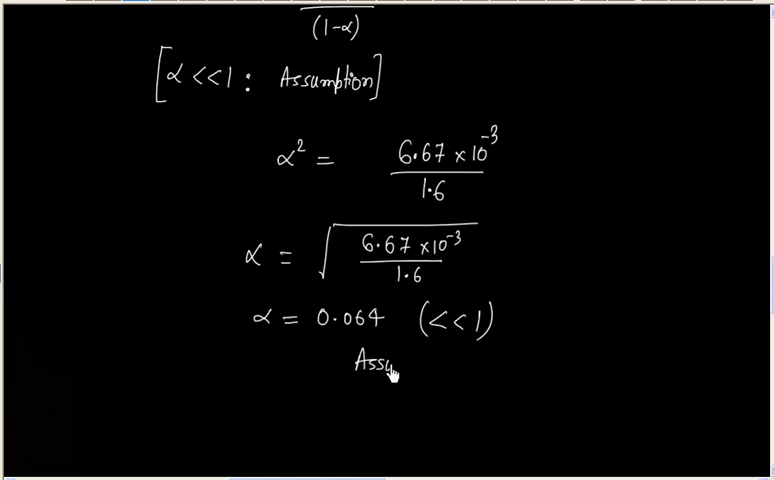 (1-α)
[α <<1 : Assumption]
α² = 6.67 ×10⁻³ / 1.6
α = √(6.67 ×10⁻³ / 1.6)
α = 0.064 (<<1)
Assu